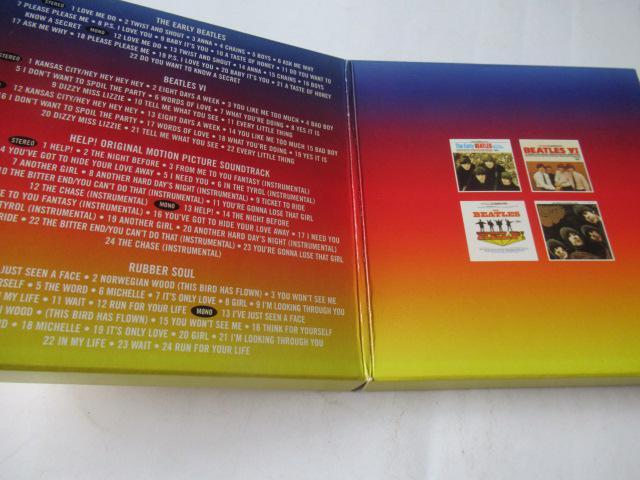 THE EARLY BEATLES
STEREO 1 LOVE ME DO • 2 TWIST AND SHOUT • 3 ANNA • 4 CHAINS • 5 BOYS • 6 ASK ME WHY
7 PLEASE PLEASE ME • 8 P.S. I LOVE YOU • 9 BABY IT'S YOU • 10 A TASTE OF HONEY • 11 DO YOU WANT TO
KNOW A SECRET MONO 12 LOVE ME DO • 13 TWIST AND SHOUT • 14 ANNA • 15 CHAINS • 16 BOYS
17 ASK ME WHY • 18 PLEASE PLEASE ME • 19 P.S. I LOVE YOU • 20 BABY IT'S YOU • 21 A TASTE OF HONEY
22 DO YOU WANT TO KNOW A SECRET
BEATLES VI
STEREO 1 KANSAS CITY/HEY HEY HEY HEY • 2 EIGHT DAYS A WEEK • 3 YOU LIKE ME TOO MUCH • 4 BAD BOY
5 I DON'T WANT TO SPOIL THE PARTY • 6 WORDS OF LOVE • 7 WHAT YOU'RE DOING • 8 YES IT IS
9 DIZZY MISS LIZZIE • 10 TELL ME WHAT YOU SEE • 11 EVERY LITTLE THING
12 KANSAS CITY/HEY HEY HEY HEY • 13 EIGHT DAYS A WEEK • 14 YOU LIKE ME TOO MUCH 15 BAD BOY
16 I DON'T WANT TO SPOIL THE PARTY • 17 WORDS OF LOVE • 18 WHAT YOU'RE DOING • 19 YES IT IS
20 DIZZY MISS LIZZIE • 21 TELL ME WHAT YOU SEE • 22 EVERY LITTLE THING
HELP! ORIGINAL MOTION PICTURE SOUNDTRACK
STEREO 1 HELP! • 2 THE NIGHT BEFORE • 3 FROM ME TO YOU FANTASY (INSTRUMENTAL)
4 YOU'VE GOT TO HIDE YOUR LOVE AWAY • 5 I NEED YOU • 6 IN THE TYROL (INSTRUMENTAL)
7 ANOTHER GIRL • 8 ANOTHER HARD DAY'S NIGHT (INSTRUMENTAL) • 9 TICKET TO RIDE
10 THE BITTER END/YOU CAN'T DO THAT (INSTRUMENTAL) • 11 YOU'RE GONNA LOSE THAT GIRL
12 THE CHASE (INSTRUMENTAL) MONO 13 HELP! • 14 THE NIGHT BEFORE
E TO YOU FANTASY (INSTRUMENTAL) • 16 YOU'VE GOT TO HIDE YOUR LOVE AWAY • 17 I NEED YOU
TYROL (INSTRUMENTAL) • 19 ANOTHER GIRL • 20 ANOTHER HARD DAY'S NIGHT (INSTRUMENTAL)
RIDE • 22 THE BITTER END/YOU CAN'T DO THAT (INSTRUMENTAL) • 23 YOU'RE GONNA LOSE THAT GIRL
24 THE CHASE (INSTRUMENTAL)
RUBBER SOUL
JUST SEEN A FACE • 2 NORWEGIAN WOOD (THIS BIRD HAS FLOWN) • 3 YOU WON'T SEE ME
RSELF • 5 THE WORD • 6 MICHELLE • 7 IT'S ONLY LOVE • 8 GIRL • 9 I'M LOOKING THROUGH YOU
N MY LIFE • 11 WAIT • 12 RUN FOR YOUR LIFE MONO 13 I'VE JUST SEEN A FACE
WOOD (THIS BIRD HAS FLOWN) • 15 YOU WON'T SEE ME • 16 THINK FOR YOURSELF
RD • 18 MICHELLE • 19 IT'S ONLY LOVE • 20 GIRL • 21 I'M LOOKING THROUGH YOU
22 IN MY LIFE • 23 WAIT • 24 RUN FOR YOUR LIFE
The Early BEATLES
BEATLES VI
THE BEATLES
HELP!